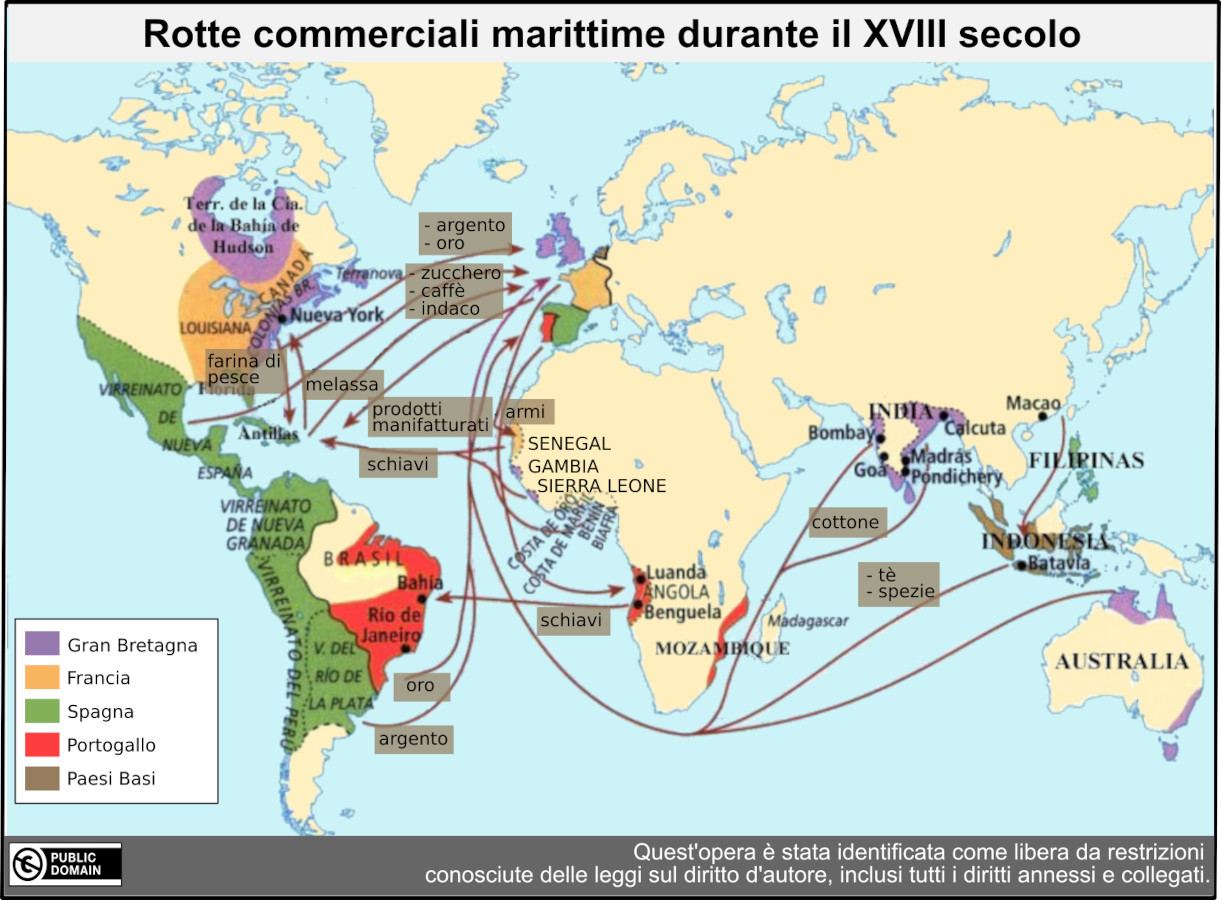 Rotte commerciali marittime durante il XVIII secolo
Terr. de la Cia.
de la Bahía de
Hudson
CANADÁ
Terranova
COLONIAS BR.
LOUISIANA
Nueva York
Florida
- argento
- oro
- zucchero
- caffè
- indaco
farina di
pesce
melassa
prodotti
manifatturati
armi
schiavi
VIRREINATO
DE
NUEVA
ESPAÑA
Antillas
VIRREINATO
DE NUEVA
GRANADA
VIRREINATO DEL PERÚ
BRASIL
Bahía
Río de
Janeiro
V. DEL
RÍO DE
LA PLATA
oro
argento
SENEGAL
GAMBIA
SIERRA LEONE
COSTA DE ORO
COSTA DE MARFIL
BENIN
BIAFRA
Luanda
ANGOLA
Benguela
schiavi
MOZAMBIQUE
Madagascar
INDIA
Calcuta
Bombay
Goa
Madrás
Pondichery
Macao
FILIPINAS
INDONESIA
Batavia
cottone
- tè
- spezie
AUSTRALIA
Gran Bretagna
Francia
Spagna
Portogallo
Paesi Basi
PUBLIC
DOMAIN
Quest'opera è stata identificata come libera da restrizioni
conosciute delle leggi sul diritto d'autore, inclusi tutti i diritti annessi e collegati.